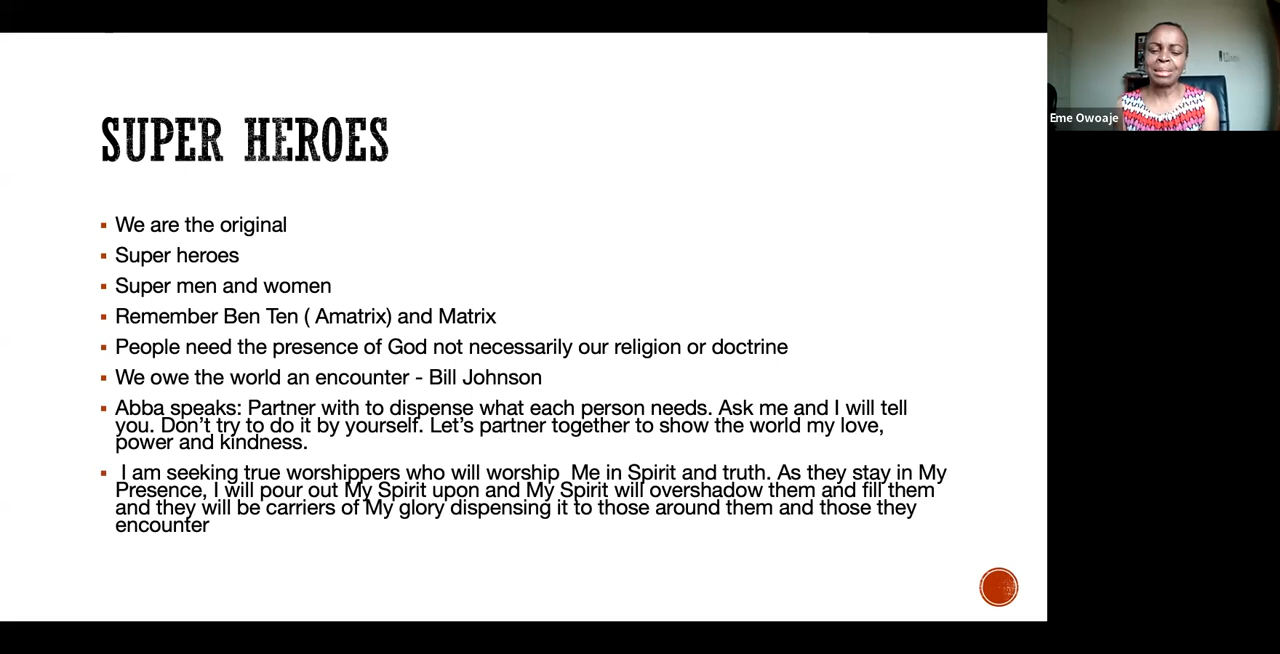 SUPER HEROES
We are the original
Super heroes
Super men and women
Remember Ben Ten ( Amatrix) and Matrix
People need the presence of God not necessarily our religion or doctrine
We owe the world an encounter - Bill Johnson
Abba speaks: Partner with to dispense what each person needs. Ask me and I will tell
you. Don’t try to do it by yourself. Let’s partner together to show the world my love,
power and kindness.
I am seeking true worshippers who will worship  Me in Spirit and truth. As they stay in My
Presence, I will pour out My Spirit upon and My Spirit will overshadow them and fill them
and they will be carriers of My glory dispensing it to those around them and those they
encounter
Eme Owoaje